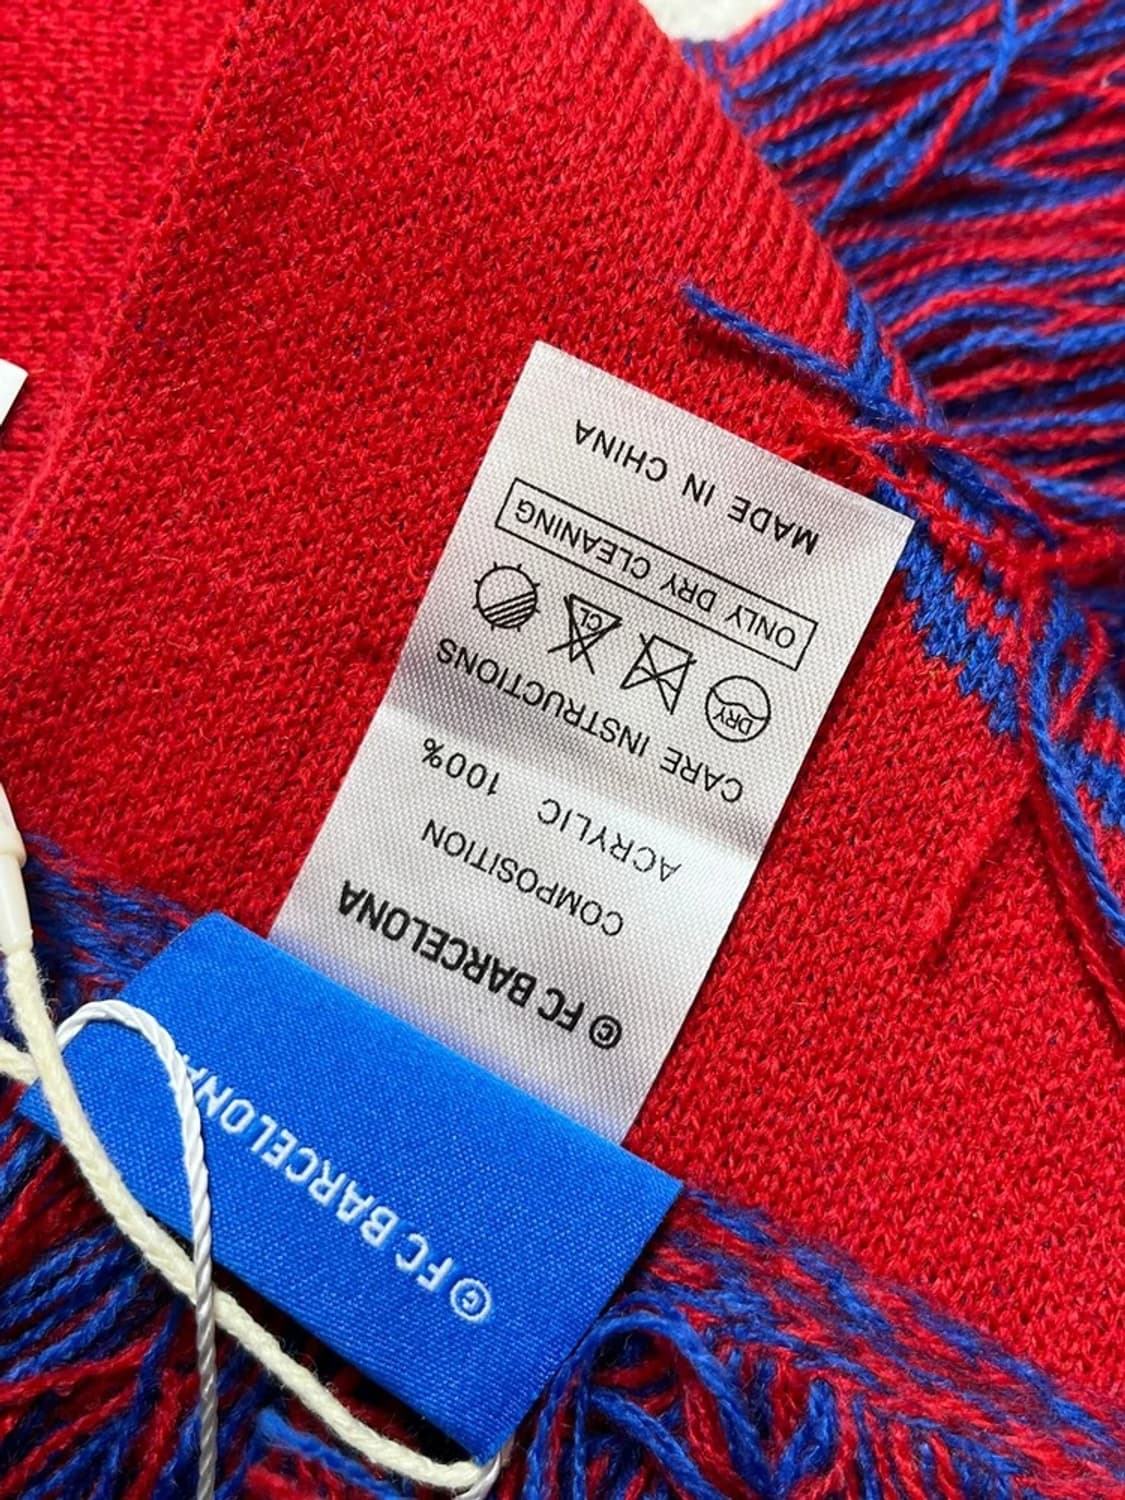 © FC BARCELONA
© FC BARCELONA
COMPOSITION
ACRYLIC 100%
CARE INSTRUCTIONS
DRY CL
ONLY DRY CLEANING
MADE IN CHINA